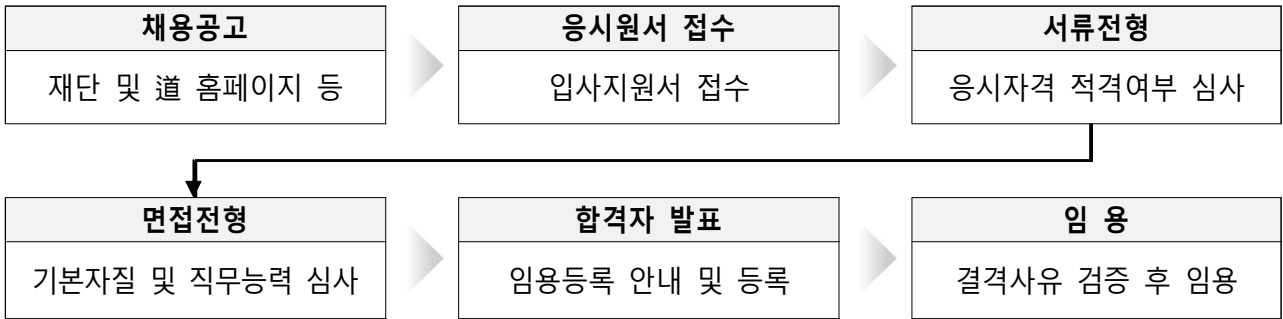 채용공고
재단 및 道 홈페이지 등
응시원서 접수
입사지원서 접수
서류전형
응시자격 적격여부 심사
면접전형
기본자질 및 직무능력 심사
합격자 발표
임용등록 안내 및 등록
임 용
결격사유 검증 후 임용